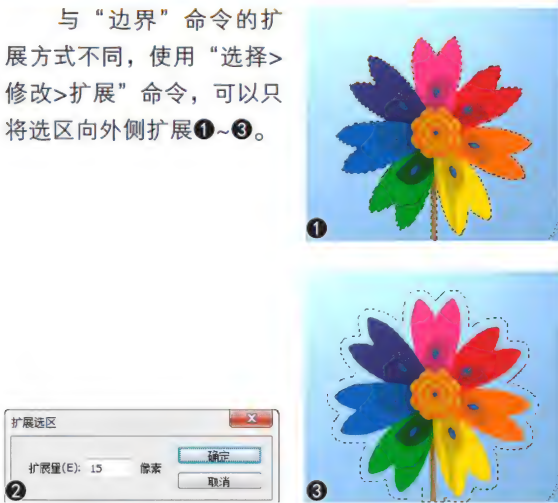 与“边界”命令的扩
展方式不同，使用“选择>
修改>扩展”命令，可以只
将选区向外侧扩展❶~❸。
❶
扩展选区
扩展量(E): 15 像素
确定
取消
❷
❸